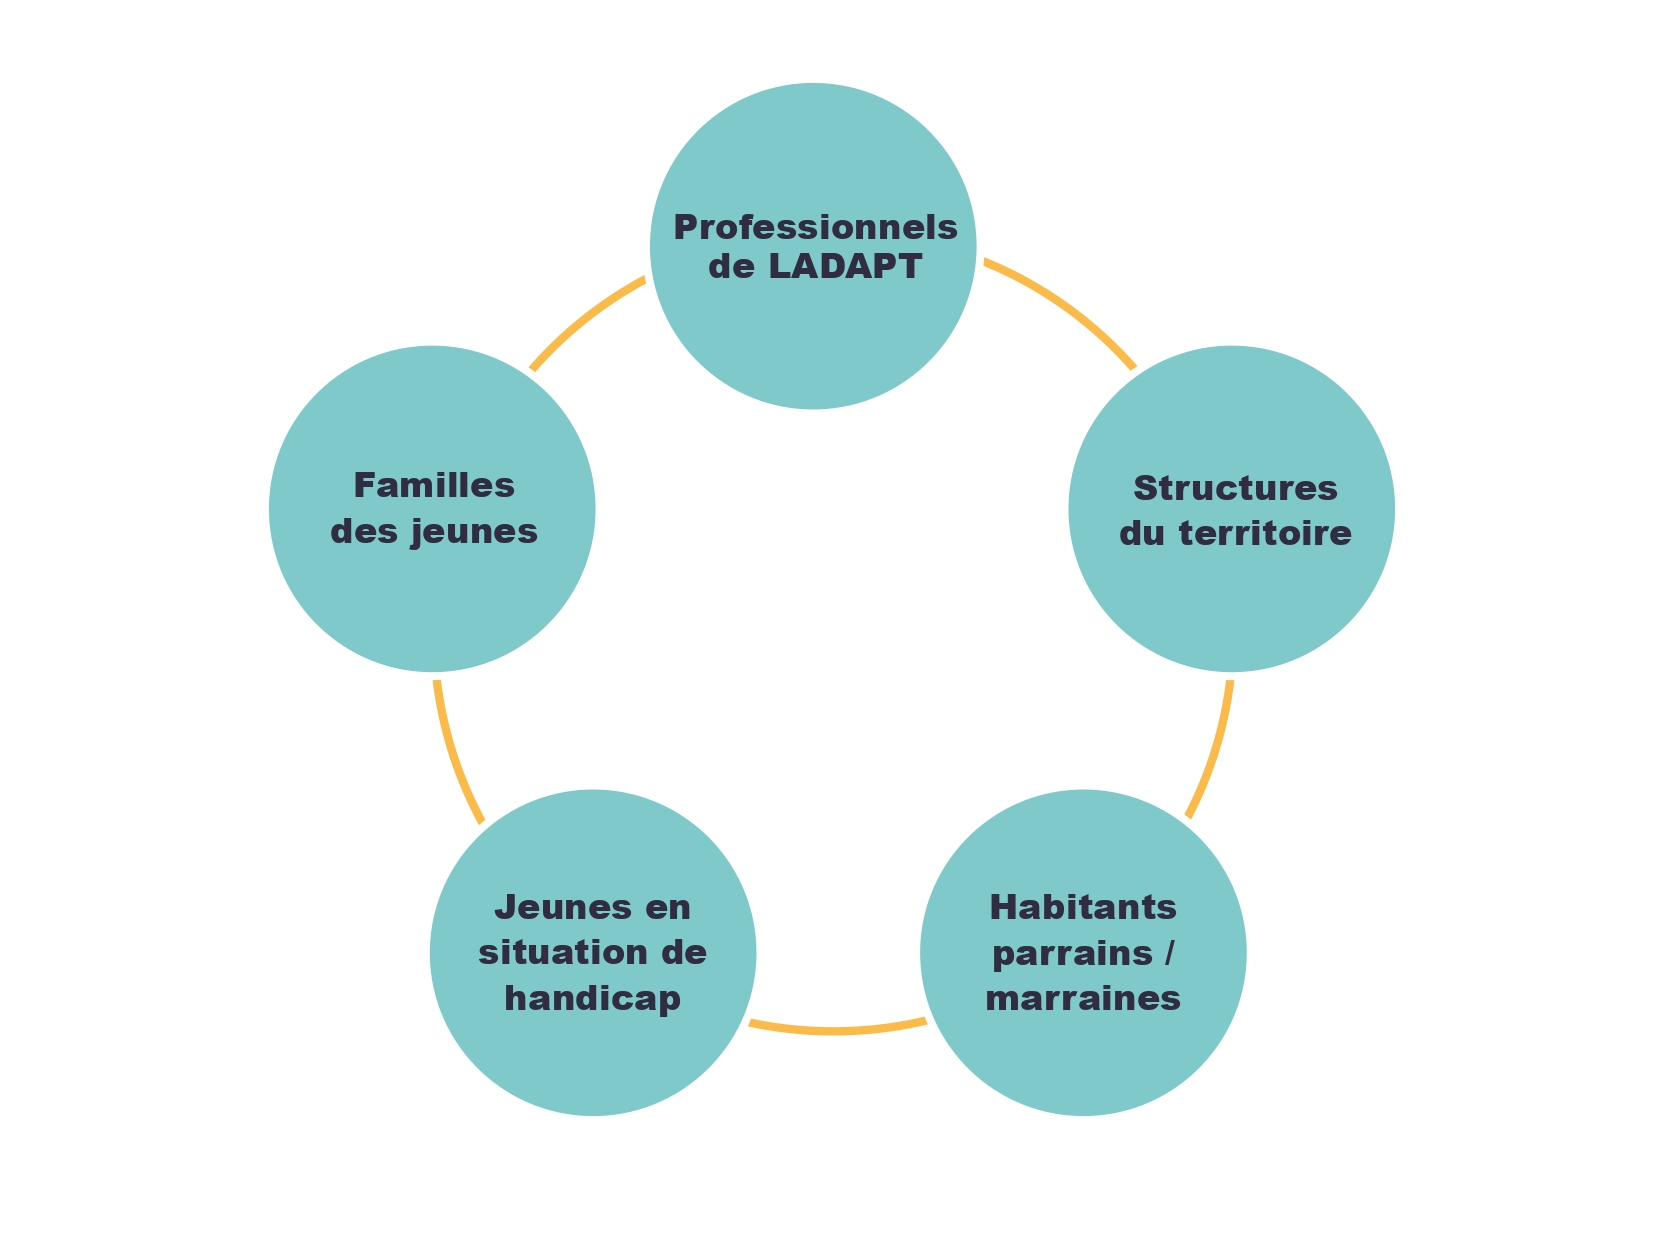 Professionnels
de LADAPT
Familles
des jeunes
Structures
du territoire
Jeunes en
situation de
handicap
Habitants
parrains /
marraines